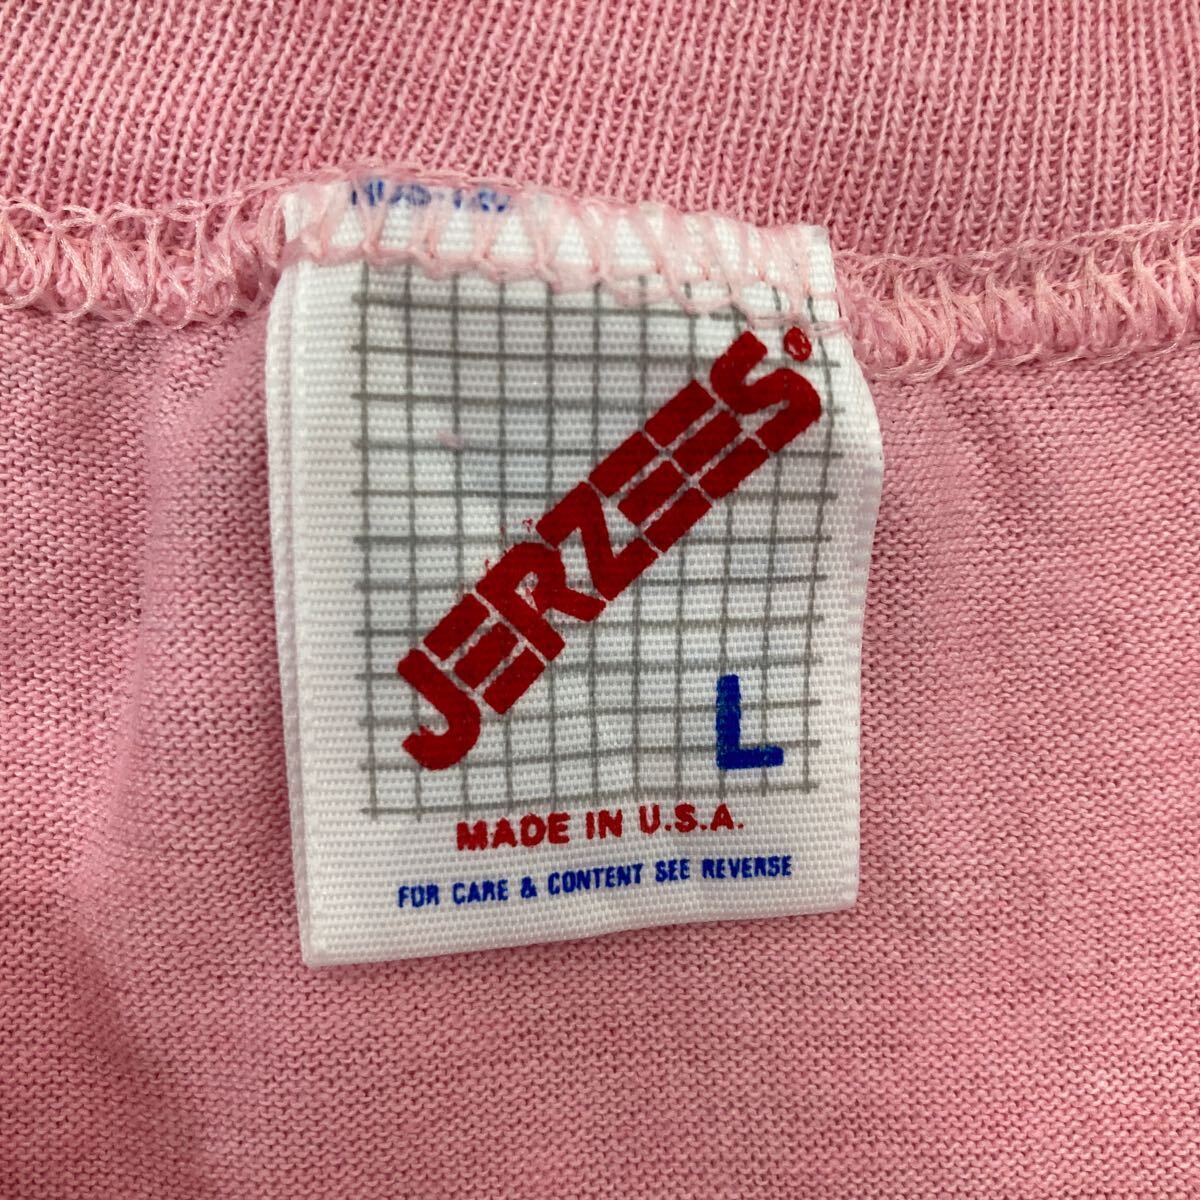 JERZEES®
L
MADE IN U.S.A.
FOR CARE & CONTENT SEE REVERSE